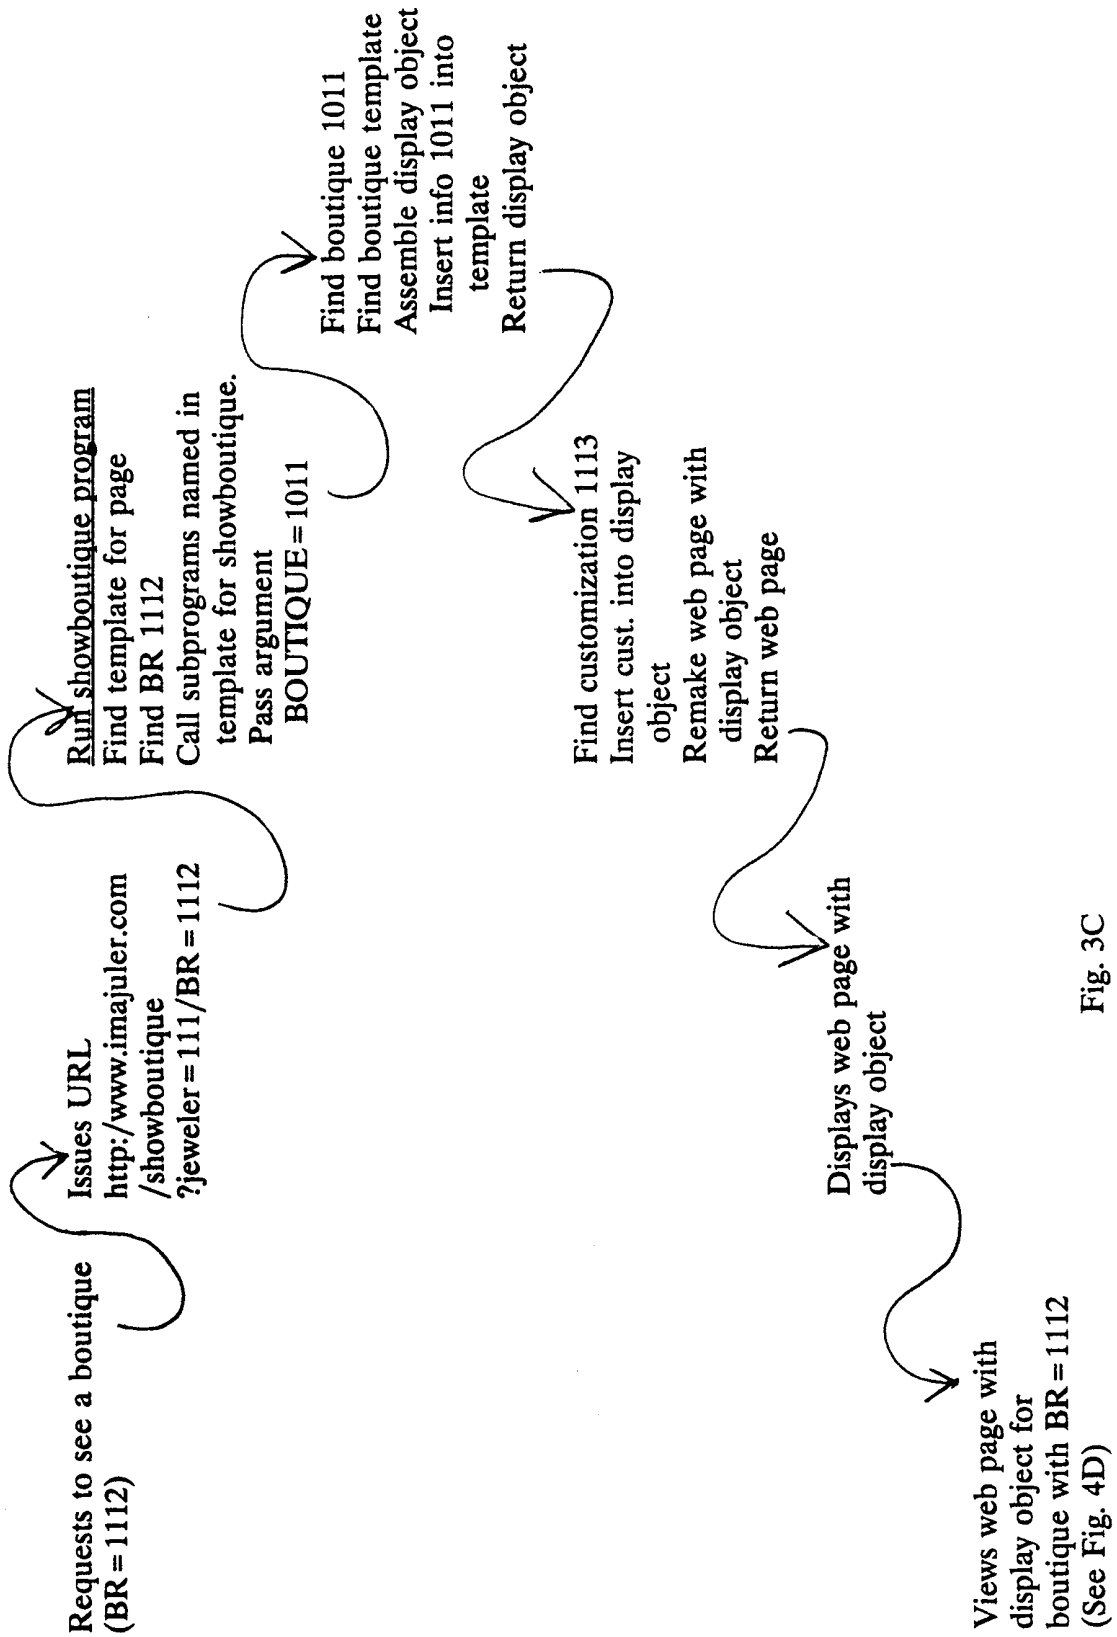 Requests to see a boutique
(BR = 1112)
Issues URL
http:/www.imajuler.com
/showboutique
?jeweler = 111/BR = 1112
Run showboutique program
Find template for page
Find BR 1112
Call subprograms named in
template for showboutique.
Pass argument
BOUTIQUE = 1011
Find boutique 1011
Find boutique template
Assemble display object
Insert info 1011 into
template
Return display object
Find customization 1113
Insert cust. into display
object
Remake web page with
display object
Return web page
Displays web page with
display object
Views web page with
display object for
boutique with BR = 1112
(See Fig. 4D)
Fig. 3C